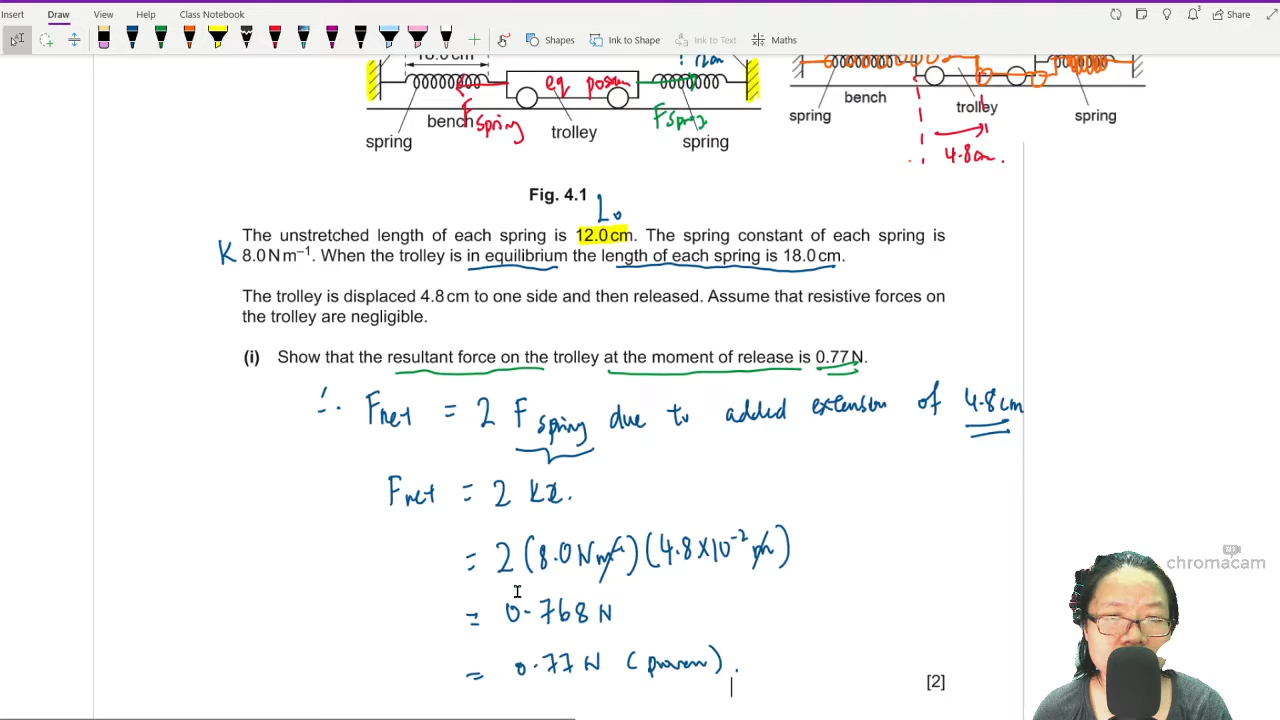 Insert Draw View Help Class Notebook Share
Shapes Ink to Shape Ink to Text Maths
18.0 cm 12cm
eq posn
F spring F spring
bench trolley
spring spring
bench trolley
spring spring
4.8cm.
Fig. 4.1
L₀
The unstretched length of each spring is 12.0 cm. The spring constant of each spring is
K 8.0 N m⁻¹. When the trolley is in equilibrium the length of each spring is 18.0 cm.
The trolley is displaced 4.8 cm to one side and then released. Assume that resistive forces on
the trolley are negligible.
(i) Show that the resultant force on the trolley at the moment of release is 0.77 N.
∴ Fnet = 2 F spring due to added extension of 4.8cm
Fnet = 2 kx.
= 2 (8.0 N m⁻¹)(4.8×10⁻² m)
= 0.768 N
= 0.77 N (proven).
[2]
chromacam